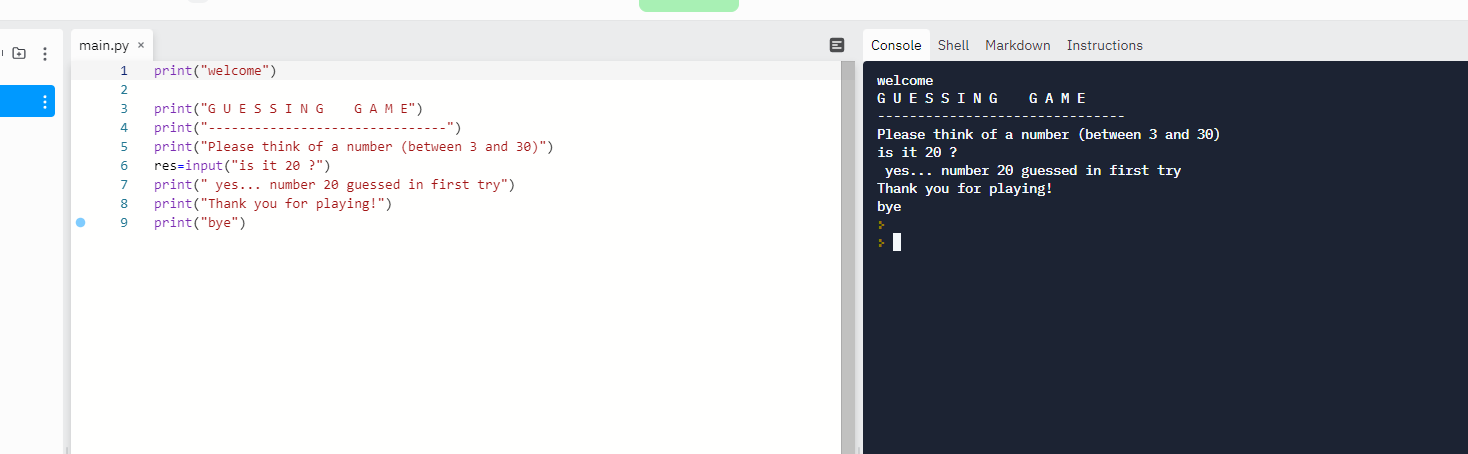 main.py ×
1 print("welcome")
2
3 print("G U E S S I N G    G A M E")
4 print("-------------------------------")
5 print("Please think of a number (between 3 and 30)")
6 res=input("is it 20 ?")
7 print(" yes... number 20 guessed in first try")
8 print("Thank you for playing!")
9 print("bye")
Console Shell Markdown Instructions
welcome
G U E S S I N G    G A M E
-------------------------------
Please think of a number (between 3 and 30)
is it 20 ?
 yes... number 20 guessed in first try
Thank you for playing!
bye